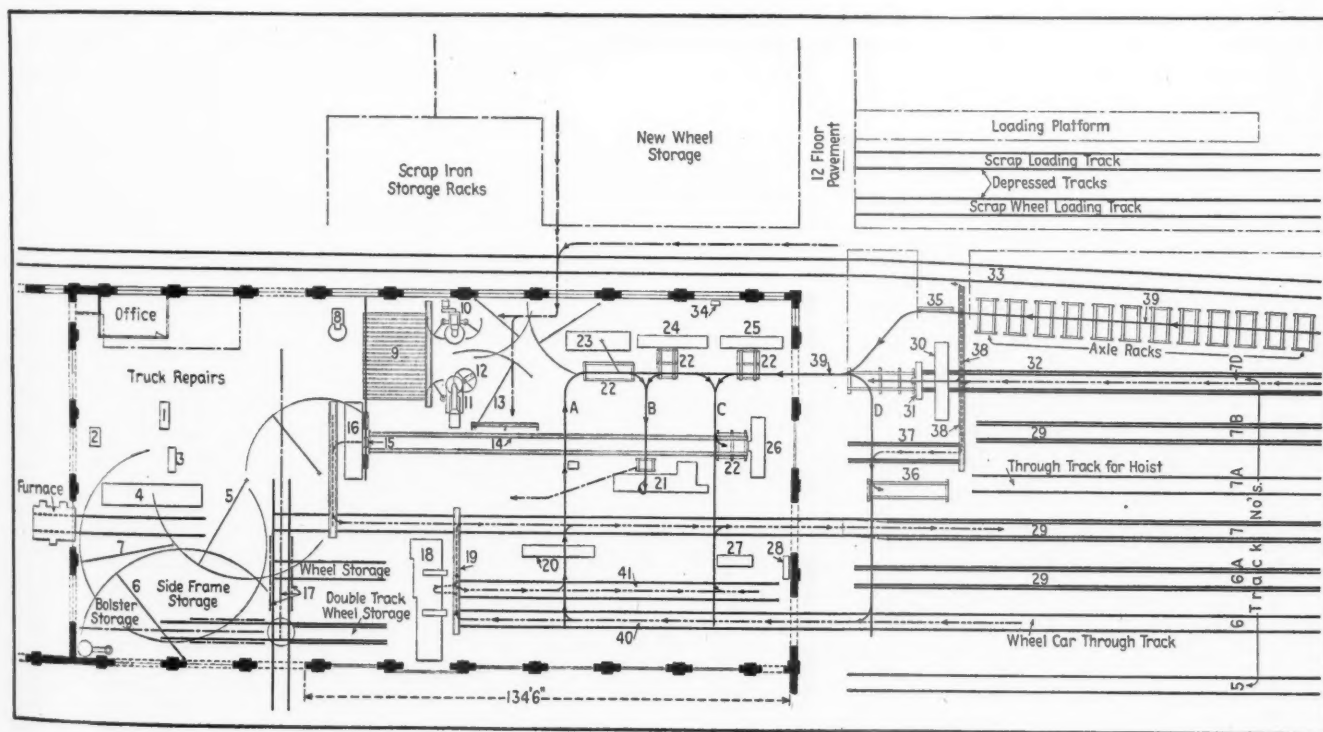 Scrap Iron
Storage Racks
New Wheel
Storage
12 Floor
Pavement
Loading Platform
Scrap Loading Track
Depressed Tracks
Scrap Wheel Loading Track
33
Office
8
10
34
35
39
9
23
24
25
30
38
Axle Racks
Truck Repairs
12
22
22
22
39
32
7D
11
13
A
B
C
D
31
1
2
16
15
14
22
26
37
38
29
7B
3
Through Track for Hoist
7A
Furnace
4
5
21
36
29
7
Track No's.
7
6
Side Frame
Storage
Bolster
Storage
Wheel Storage
17
Double Track
Wheel Storage
18
19
20
41
27
28
29
6A
40
6
Wheel Car Through Track
134'6"
5